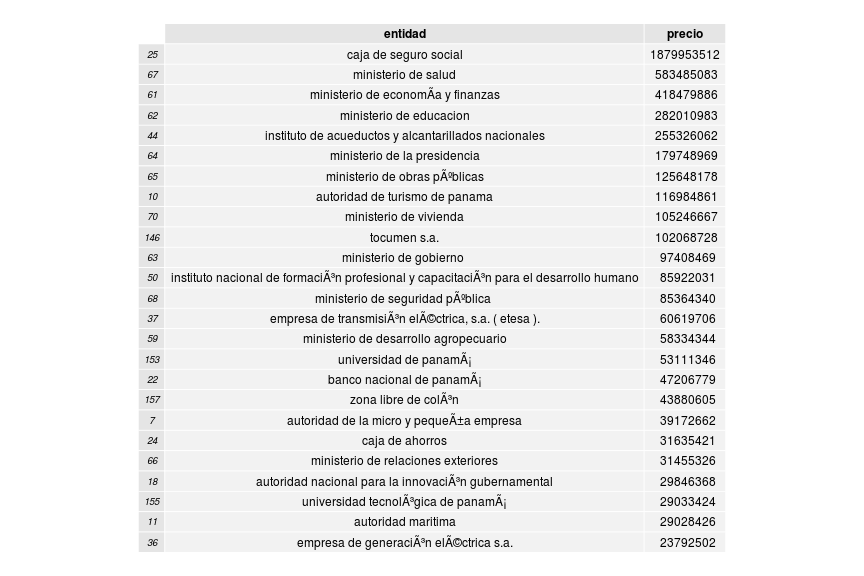 entidad precio
25 caja de seguro social 1879953512
67 ministerio de salud 583485083
61 ministerio de economÃa y finanzas 418479886
62 ministerio de educacion 282010983
44 instituto de acueductos y alcantarillados nacionales 255326062
64 ministerio de la presidencia 179748969
65 ministerio de obras pÃºblicas 125648178
10 autoridad de turismo de panama 116984861
70 ministerio de vivienda 105246667
146 tocumen s.a. 102068728
63 ministerio de gobierno 97408469
50 instituto nacional de formaciÃ³n profesional y capacitaciÃ³n para el desarrollo humano 85922031
68 ministerio de seguridad pÃºblica 85364340
37 empresa de transmisiÃ³n elÃ©ctrica, s.a. ( etesa ). 60619706
59 ministerio de desarrollo agropecuario 58334344
153 universidad de panamÃ¡ 53111346
22 banco nacional de panamÃ¡ 47206779
157 zona libre de colÃ³n 43880605
7 autoridad de la micro y pequeÃ±a empresa 39172662
24 caja de ahorros 31635421
66 ministerio de relaciones exteriores 31455326
18 autoridad nacional para la innovaciÃ³n gubernamental 29846368
155 universidad tecnolÃ³gica de panamÃ¡ 29033424
11 autoridad maritima 29028426
36 empresa de generaciÃ³n elÃ©ctrica s.a. 23792502